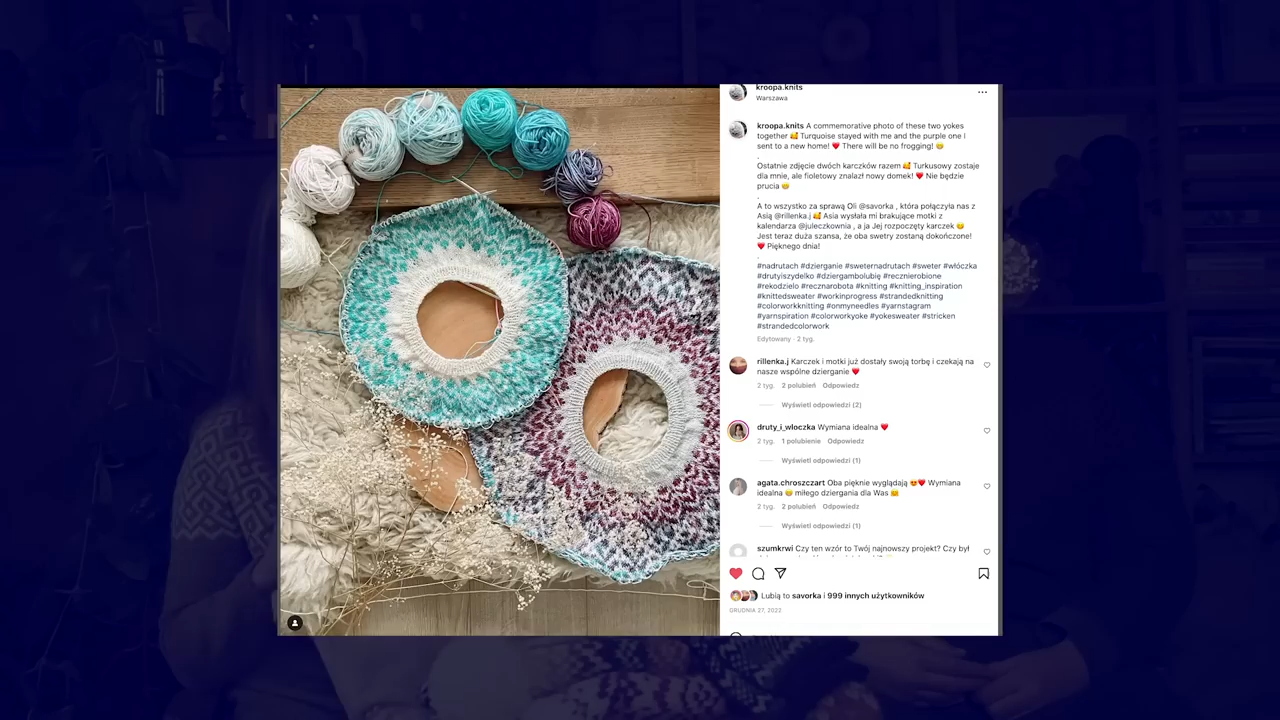 kroopa.knits
Warszawa
kroopa.knits A commemorative photo of these two yokes
together 🥰 Turquoise stayed with me and the purple one I
sent to a new home! ❤️ There will be no frogging! 😄
.
Ostatnie zdjęcie dwóch karczków razem 🥰 Turkusowy zostaje
dla mnie, ale fioletowy znalazł nowy domek! ❤️ Nie będzie
prucia 😄
.
A to wszystko za sprawą Oli @savorka , która połączyła nas z
Asią @rillenka.j 🥰 Asia wysłała mi brakujące motki z
kalendarza @juleczkownia , a ja Jej rozpoczęty karczek 😄
Jest teraz duża szansa, że oba swetry zostaną dokończone!
❤️ Pięknego dnia!
.
#nadrutach #dzierganie #sweternadrutach #sweter #włóczka
#drutyiszydelko #dziergambolubię #recznierobione
#rekodzielo #recznarobota #knitting #knitting_inspiration
#knittedsweater #workinprogress #strandedknitting
#colorworkknitting #onmyneedles #yarnstagram
#yarnspiration #colorworkyoke #yokesweater #stricken
#strandedcolorwork
Edytowany · 2 tyg.
rillenka.j Karczek i motki już dostały swoją torbę i czekają na
nasze wspólne dzierganie ❤️
2 tyg. 2 polubień Odpowiedz
Wyświetl odpowiedzi (2)
druty_i_wloczka Wymiana idealna ❤️
2 tyg. 1 polubienie Odpowiedz
Wyświetl odpowiedzi (1)
agata.chroszczart Oba pięknie wyglądają 😍❤️ Wymiana
idealna 😄 miłego dziergania dla Was 🤗
2 tyg. 2 polubień Odpowiedz
Wyświetl odpowiedzi (1)
szumkrwi Czy ten wzór to Twój najnowszy projekt? Czy był
Lubią to savorka i 999 innych użytkowników
GRUDNIA 27, 2022